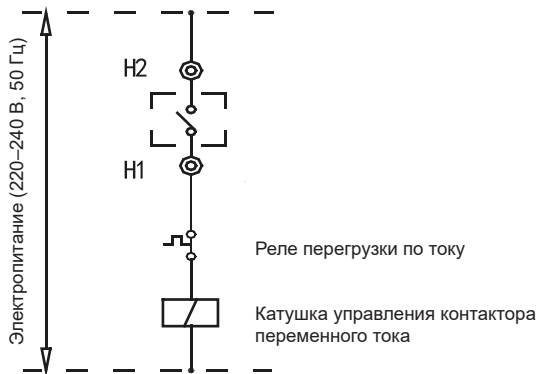 Электропитание (220–240 В, 50 Гц)
H2
H1
Реле перегрузки по току
Катушка управления контактора
переменного тока